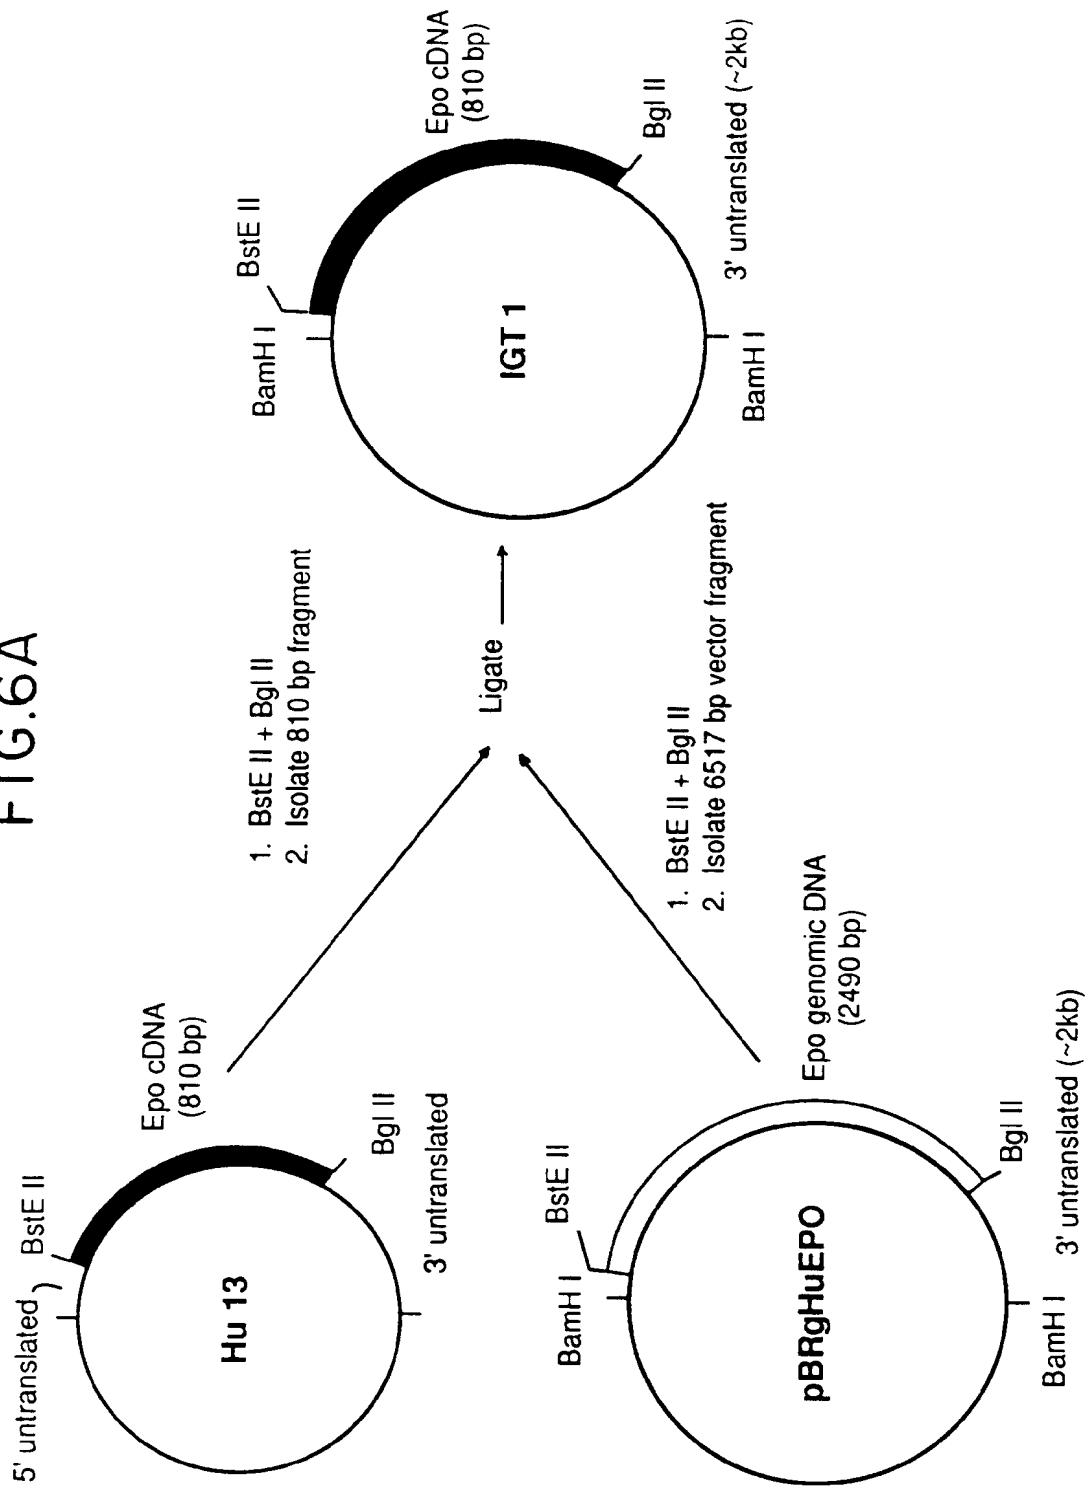 FIG.6A
5' untranslated
BstE II
Epo cDNA
(810 bp)
Hu 13
Bgl II
3' untranslated
1. BstE II + Bgl II
2. Isolate 810 bp fragment
BamH I
BstE II
Epo genomic DNA
(2490 bp)
pBRgHuEPO
Bgl II
3' untranslated (~2kb)
BamH I
1. BstE II + Bgl II
2. Isolate 6517 bp vector fragment
Ligate
BamH I
BstE II
Epo cDNA
(810 bp)
IGT 1
Bgl II
3' untranslated (~2kb)
BamH I